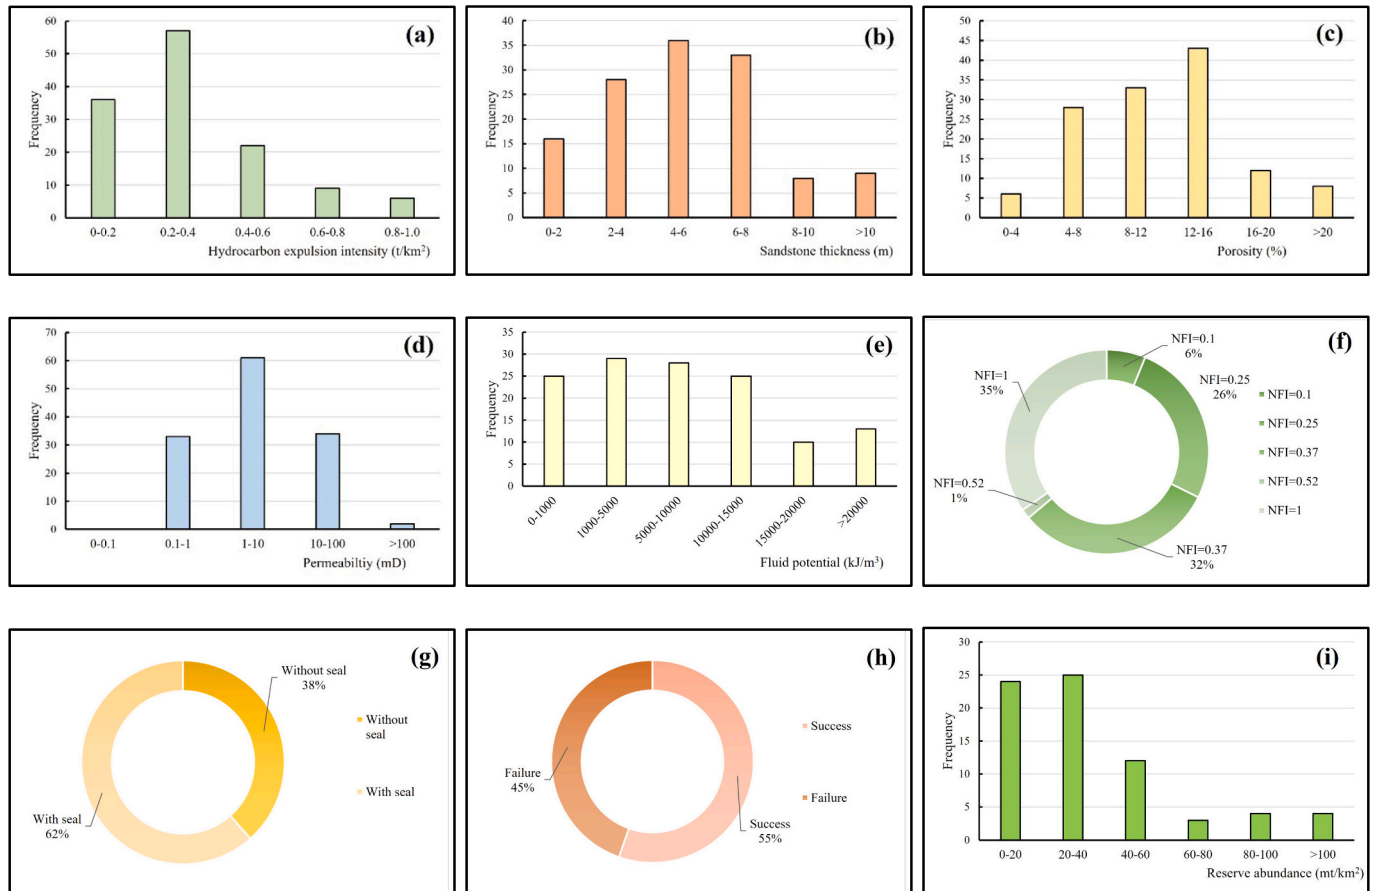 (a)
60
50
40
30
20
10
0
Frequency
0-0.2 0.2-0.4 0.4-0.6 0.6-0.8 0.8-1.0
Hydrocarbon expulsion intensity (t/km²)
(b)
40
35
30
25
20
15
10
5
0
Frequency
0-2 2-4 4-6 6-8 8-10 >10
Sandstone thickness (m)
(c)
50
45
40
35
30
25
20
15
10
5
0
Frequency
0-4 4-8 8-12 12-16 16-20 >20
Porosity (%)
(d)
70
60
50
40
30
20
10
0
Frequency
0-0.1 0.1-1 1-10 10-100 >100
Permeabiltiy (mD)
(e)
35
30
25
20
15
10
5
0
Frequency
0-1000 1000-5000 5000-10000 10000-15000 15000-20000 >20000
Fluid potential (kJ/m³)
(f)
NFI=0.1
6%
NFI=0.25
26%
NFI=0.37
32%
NFI=0.52
1%
NFI=1
35%
NFI=0.1
NFI=0.25
NFI=0.37
NFI=0.52
NFI=1
(g)
Without seal
38%
With seal
62%
Without
seal
With seal
(h)
Failure
45%
Success
55%
Success
Failure
(i)
30
25
20
15
10
5
0
Frequency
0-20 20-40 40-60 60-80 80-100 >100
Reserve abundance (mt/km²)